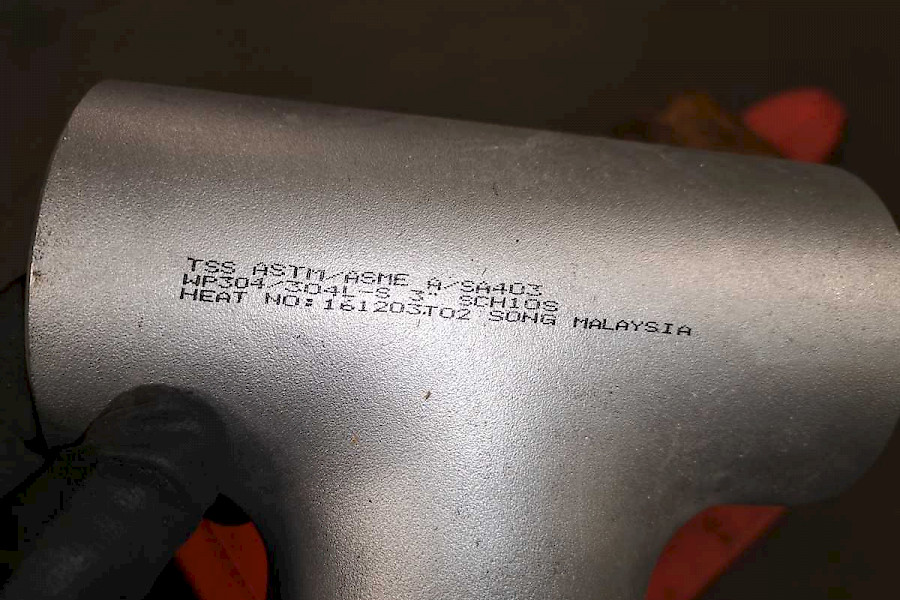 TSS ASTM/ASME A/SA403
WP304/304L-S 3" SCH10S
HEAT NO:161203T02 SONG MALAYSIA